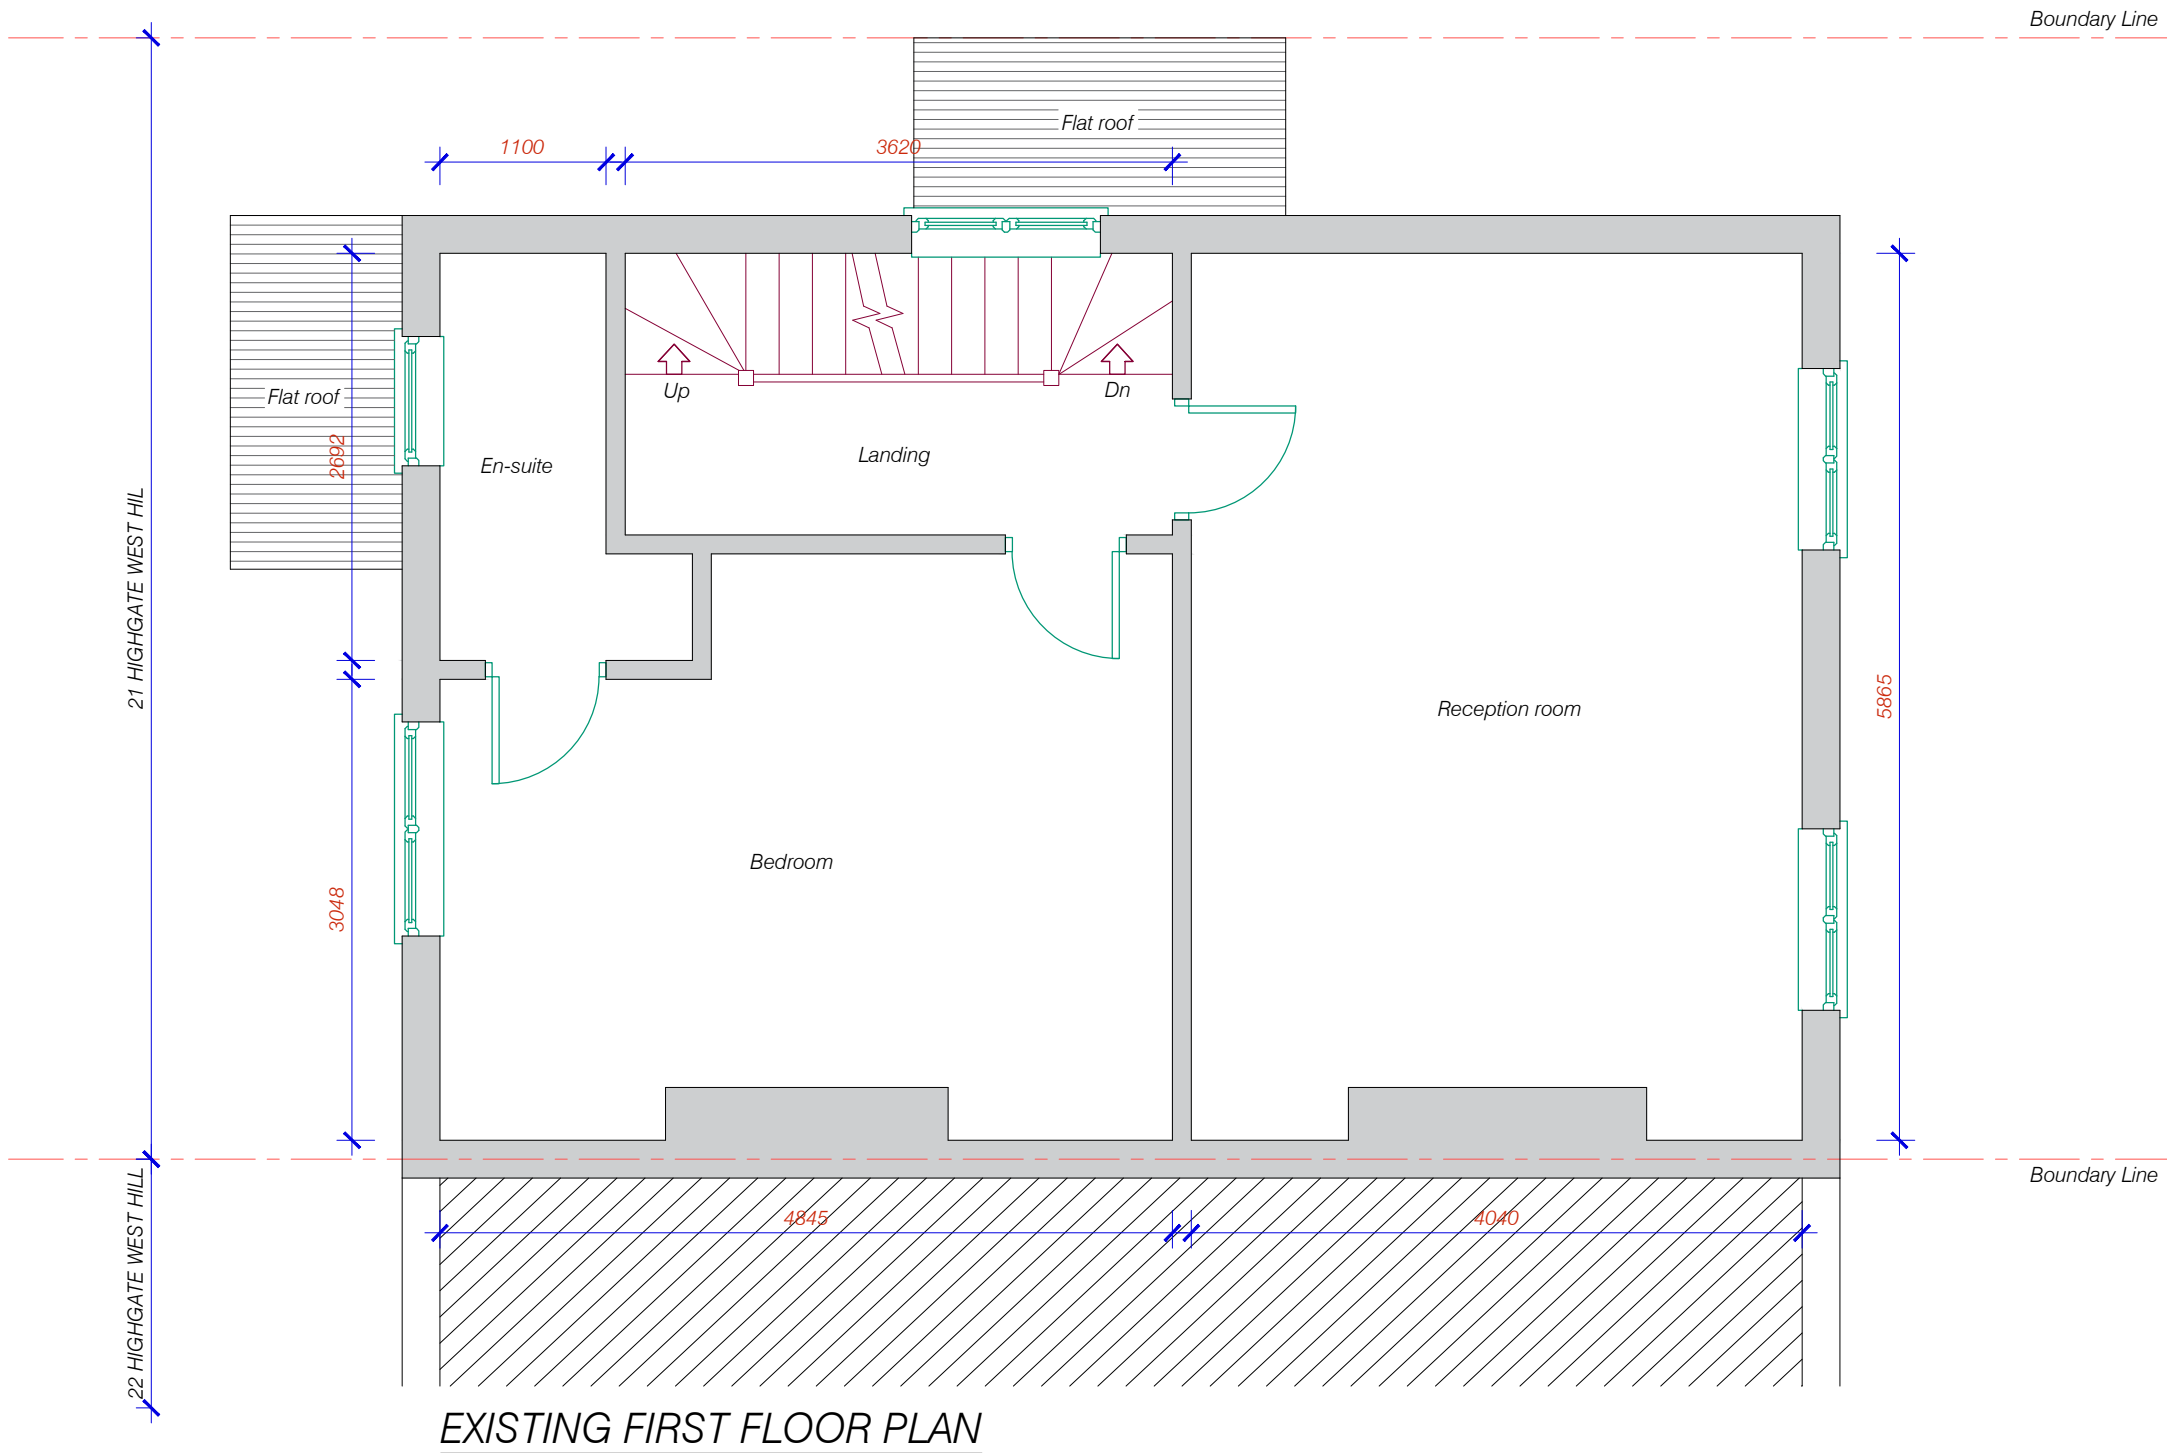 Boundary Line
Flat roof
1100
3620
Flat roof
2692
Up
Dn
En-suite
Landing
21 HIGHGATE WEST HIL
Reception room
5865
Bedroom
3048
Boundary Line
22 HIGHGATE WEST HILL
4845
4040
EXISTING FIRST FLOOR PLAN